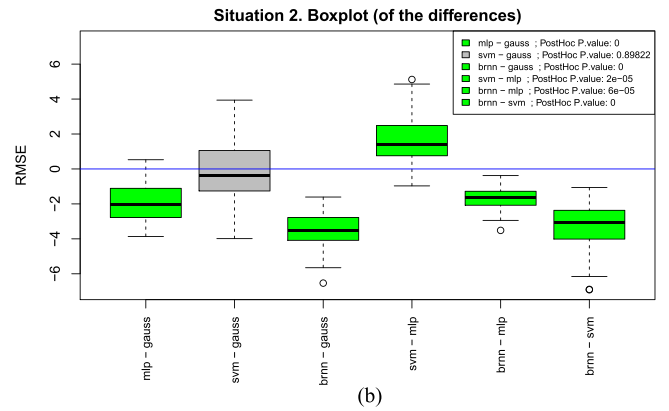 Situation 2. Boxplot (of the differences)
mlp − gauss ; PostHoc P.value: 0
svm − gauss ; PostHoc P.value: 0.89822
brnn − gauss ; PostHoc P.value: 0
svm − mlp ; PostHoc P.value: 2e−05
brnn − mlp ; PostHoc P.value: 6e−05
brnn − svm ; PostHoc P.value: 0
RMSE
6
4
2
0
−2
−4
−6
mlp − gauss
svm − gauss
brnn − gauss
svm − mlp
brnn − mlp
brnn − svm
(b)